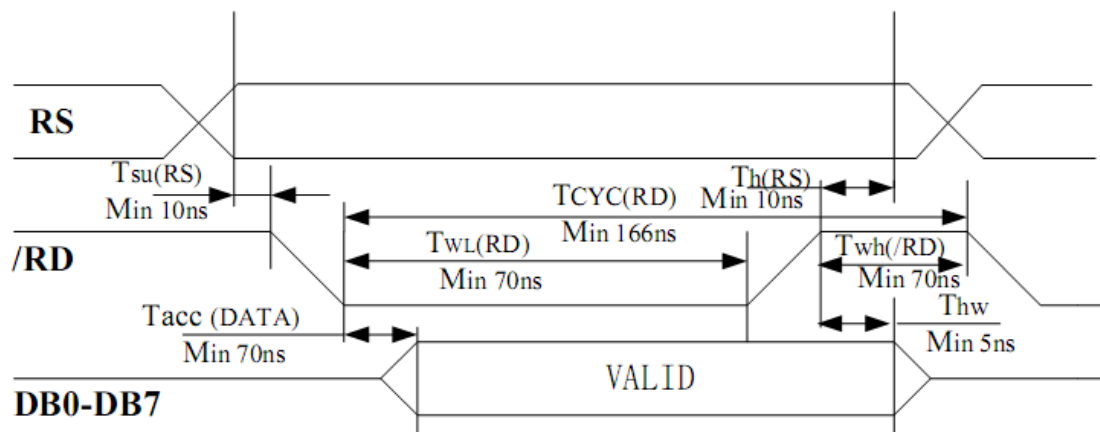 RS
Tsu(RS)
Min 10ns
TCYC(RD)
Min 166ns
Th(RS)
Min 10ns
/RD
TWL(RD)
Min 70ns
Twh(/RD)
Min 70ns
Tacc (DATA)
Min 70ns
Thw
Min 5ns
VALID
DB0-DB7